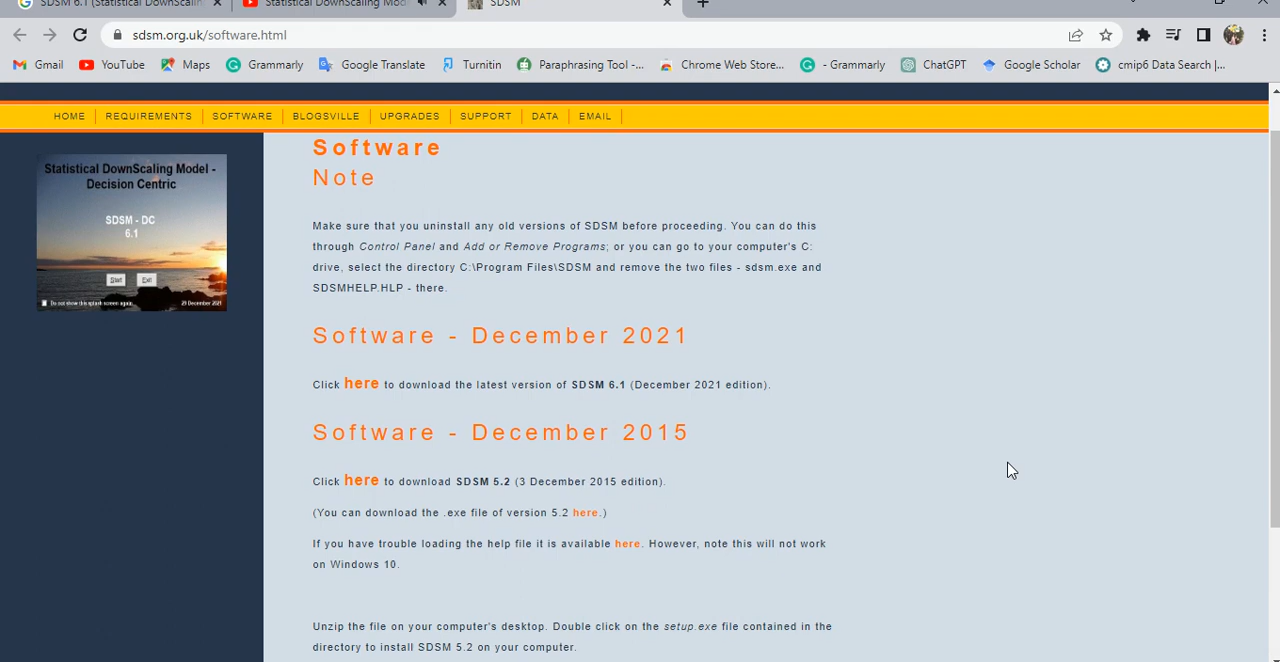 SDSM 6.1 (Statistical DownScalin
Statistical DownScaling Mod
SDSM
sdsm.org.uk/software.html
Gmail YouTube Maps Grammarly Google Translate Turnitin Paraphrasing Tool -... Chrome Web Store... - Grammarly ChatGPT Google Scholar cmip6 Data Search |...
HOME REQUIREMENTS SOFTWARE BLOGSVILLE UPGRADES SUPPORT DATA EMAIL
Statistical DownScaling Model -
Decision Centric
SDSM - DC
6.1
Start Exit
Do not show this splash screen again. 29 December 2021
Software
Note
Make sure that you uninstall any old versions of SDSM before proceeding. You can do this
through Control Panel and Add or Remove Programs; or you can go to your computer's C:
drive, select the directory C:\Program Files\SDSM and remove the two files - sdsm.exe and
SDSMHELP.HLP - there.
Software - December 2021
Click here to download the latest version of SDSM 6.1 (December 2021 edition).
Software - December 2015
Click here to download SDSM 5.2 (3 December 2015 edition).
(You can download the .exe file of version 5.2 here.)
If you have trouble loading the help file it is available here. However, note this will not work
on Windows 10.
Unzip the file on your computer's desktop. Double click on the setup.exe file contained in the
directory to install SDSM 5.2 on your computer.